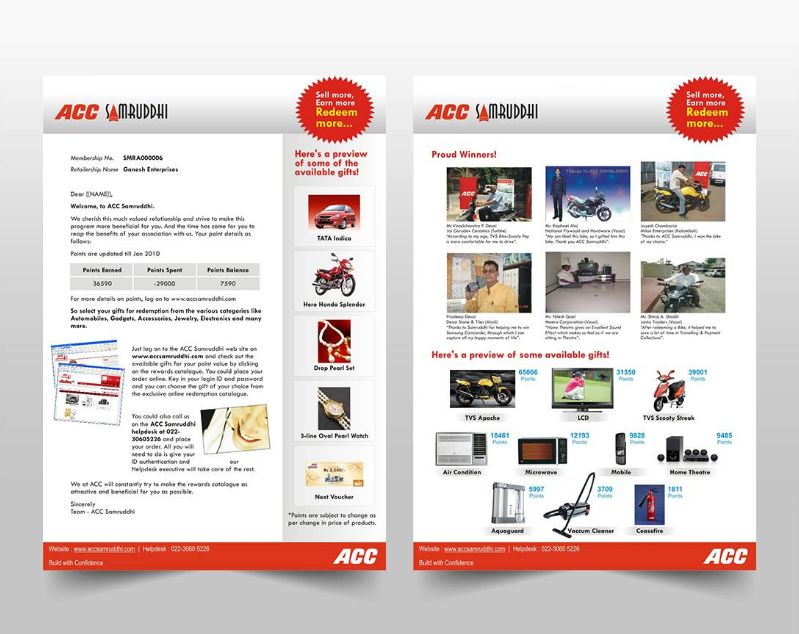 ACC SAMRUDDHI
Sell more,
Earn more
Redeem
more...
Membership No. SMRA000006
Retailership Name Ganesh Enterprises
Dear [[NAME]],
Welcome, to ACC Samruddhi.
We cherish this much valued relationship and strive to make this
program more beneficial for you. And the time has come for you to
reap the benefits of your association with us. Your point details as
follows:
Points are updated till Jan 2010
Points Earned Points Spent Points Balance
36590 -29000 7590
For more details on points, log on to www.accsamruddhi.com
So select your gifts for redemption from the various categories like
Automobiles, Gadgets, Accessories, Jewelry, Electronics and many
more.
Just log on to the ACC Samruddhi web site on
www.accsamruddhi.com and check out the
available gifts for your point value by clicking
on the rewards catalogue. You could place your
order online. Key in your login ID and password
and you can choose the gift of your choice from
the exclusive online redemption catalogue.
You could also call us
on the ACC Samruddhi
helpdesk at 022-
30605226 and place
your order. All you will
need to do is give your
ID authentication and our
Helpdesk executive will take care of the rest.
We at ACC will constantly try to make the rewards catalogue as
attractive and beneficial for you as possible.
Sincerely
Team - ACC Samruddhi
Here's a preview
of some of the
available gifts!
TATA Indica
Hero Honda Splendor
Drop Pearl Set
3-line Oval Pearl Watch
Rs 2,500/-
Next Voucher
*Points are subject to change as
per change in price of products.
Website : www.accsamruddhi.com | Helpdesk : 022-3060 5226
Build with Confidence
ACC
ACC SAMRUDDHI
Sell more,
Earn more
Redeem
more...
Proud Winners!
ACC
Mr. Vinodchandra P. Desai
Jai Gurudev Ceramics (Turbhe)
"According to my age, TVS Bike-Scooty Pep
is more comfortable for me to drive".
Thanks to ACC SAMRUDDHI
Mr. Raphael Alaj
National Plywood and Hardware (Vasai)
"My son liked this bike, so I gifted him this
bike. Thank you ACC Samruddhi".
Jayesh Chamboria
Milan Enterprises (Kalamboli)
"Thanks to ACC Samruddhi, I won the bike
of my choice."
Pradeep Desai
Desai Stone & Tiles (Airoli)
"Thanks to Samruddhi for helping me to win
Samsung Camcorder, through which I can
capture all my happy moments of life".
Mr. Nilesh Goel
Meera Corporation (Vasai)
"Home Theatre gives an Excellent Sound
Effect which makes us feel as if we are
sitting in Theatre".
Mr. Shiraj A. Shaikh
Jame Traders (Vasai)
"After redeeming a Bike, it helped me to
save a lot of time in Travelling & Payment
Collection".
Here's a preview of some available gifts!
65066
Points
TVS Apache
31350
Points
LCD
39001
Points
TVS Scooty Streak
18461
Points
Air Condition
12193
Points
Microwave
9828
Points
Mobile
9485
Points
Home Theatre
5997
Points
Aquaguard
3709
Points
Vaccum Cleaner
1811
Points
Ceasefire
Website : www.accsamruddhi.com | Helpdesk : 022-3060 5226
Build with Confidence
ACC